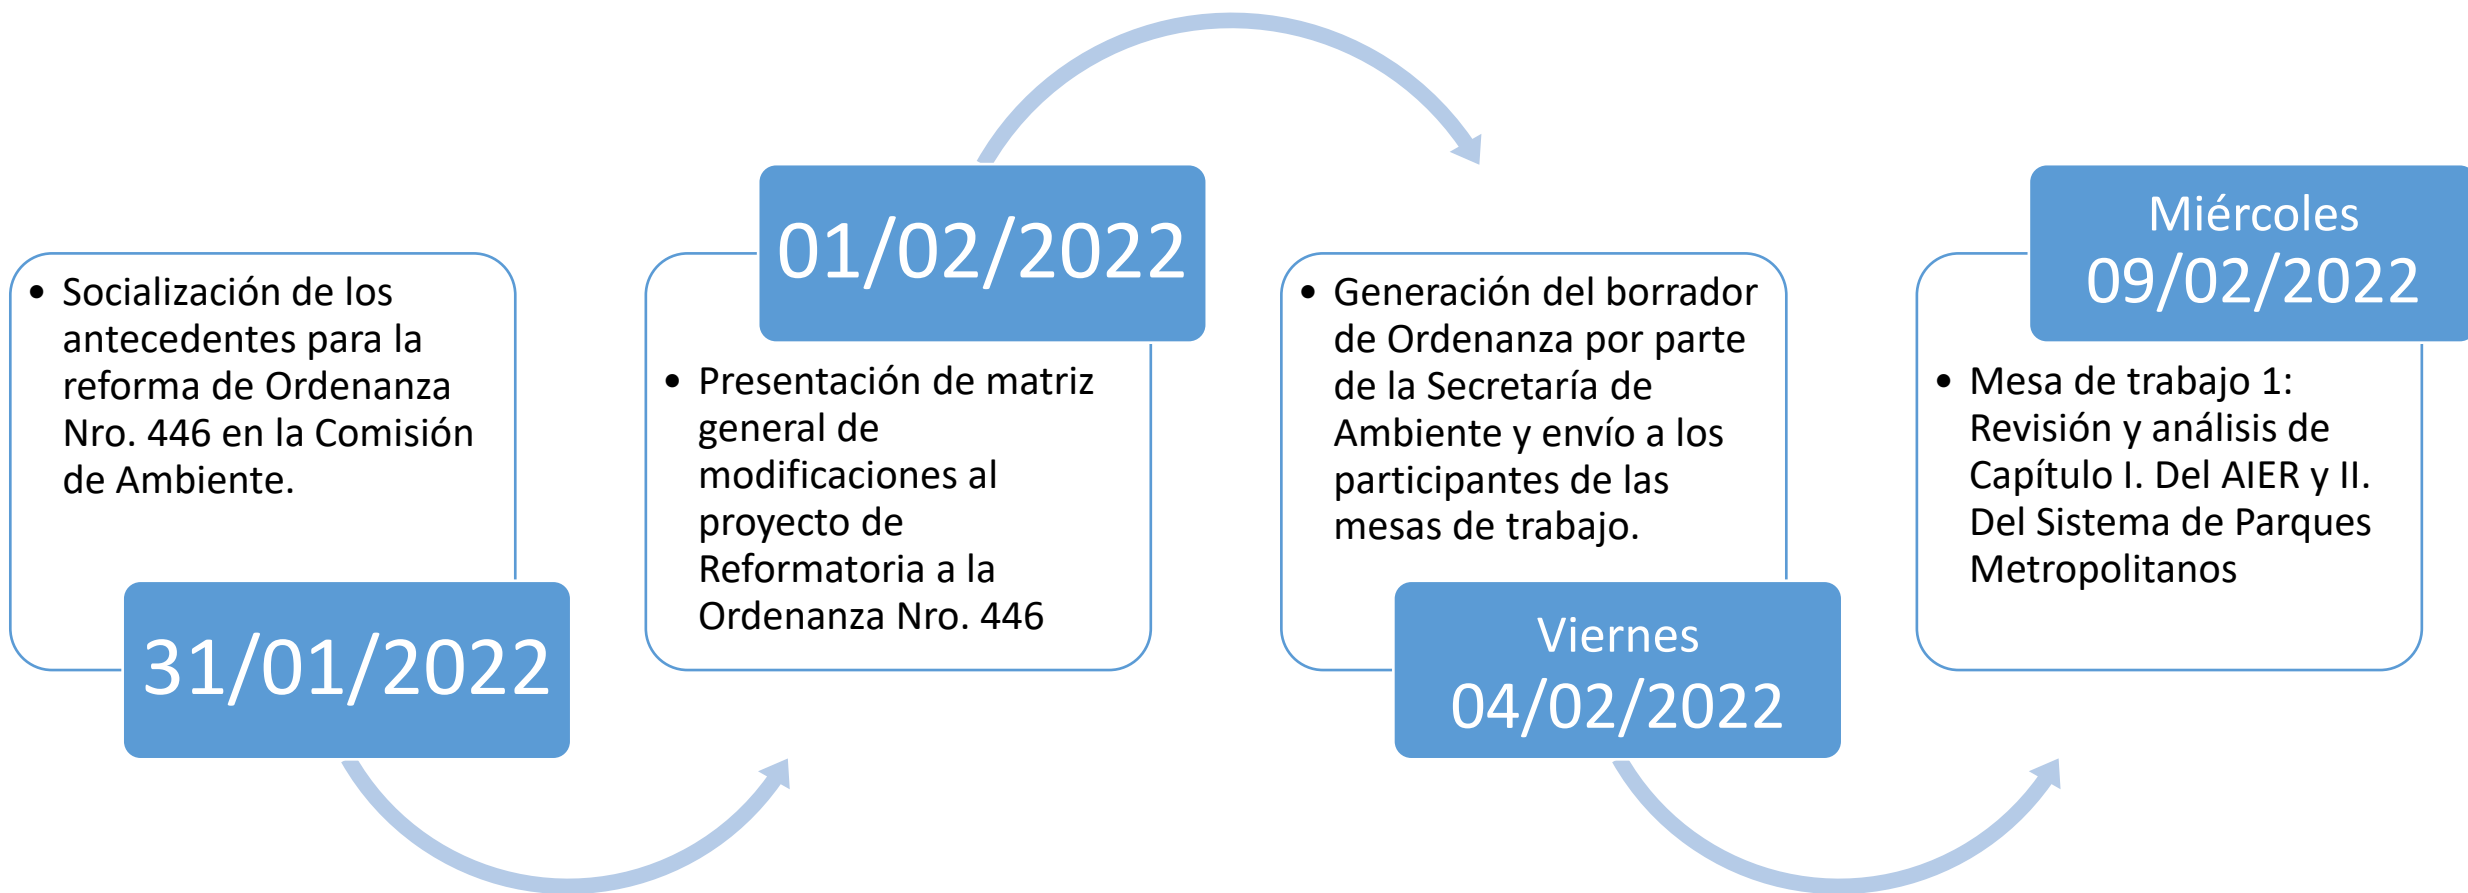 • Socialización de los
antecedentes para la
reforma de Ordenanza
Nro. 446 en la Comisión
de Ambiente.
31/01/2022
01/02/2022
• Presentación de matriz
general de
modificaciones al
proyecto de
Reformatoria a la
Ordenanza Nro. 446
• Generación del borrador
de Ordenanza por parte
de la Secretaría de
Ambiente y envío a los
participantes de las
mesas de trabajo.
Viernes
04/02/2022
Miércoles
09/02/2022
• Mesa de trabajo 1:
Revisión y análisis de
Capítulo I. Del AIER y II.
Del Sistema de Parques
Metropolitanos